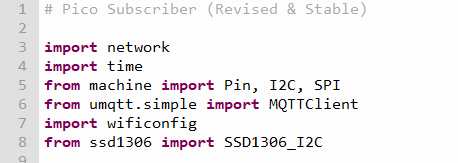 1 # Pico Subscriber (Revised & Stable)
2
3 import network
4 import time
5 from machine import Pin, I2C, SPI
6 from umqtt.simple import MQTTClient
7 import wificonfig
8 from ssd1306 import SSD1306_I2C